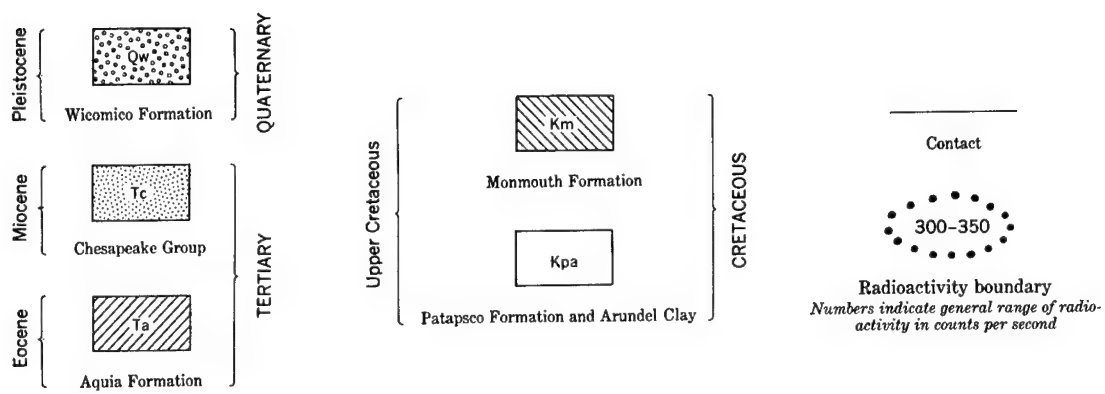 Pleistocene
Qw
Wicomico Formation
QUATERNARY
Miocene
Tc
Chesapeake Group
Eocene
Ta
Aquia Formation
TERTIARY
Upper Cretaceous
Km
Monmouth Formation
Kpa
Patapsco Formation and Arundel Clay
CRETACEOUS
Contact
300–350
Radioactivity boundary
Numbers indicate general range of radio-
activity in counts per second